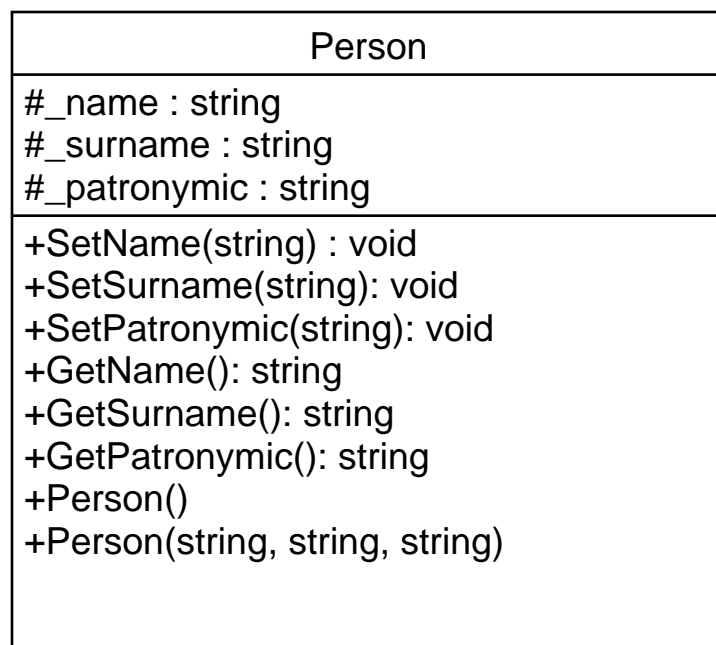 Person
#_name : string
#_surname : string
#_patronymic : string
+SetName(string) : void
+SetSurname(string): void
+SetPatronymic(string): void
+GetName(): string
+GetSurname(): string
+GetPatronymic(): string
+Person()
+Person(string, string, string)